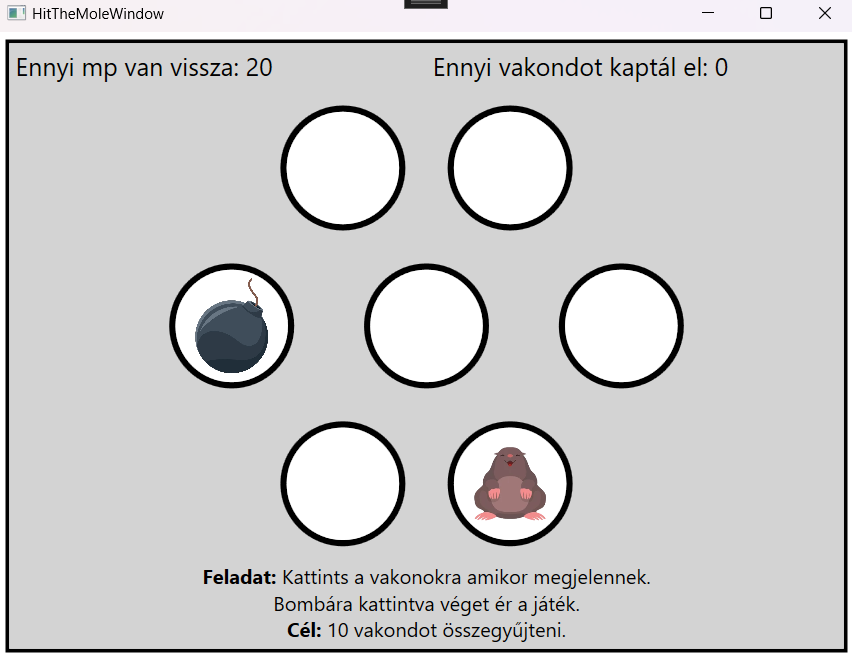 HitTheMoleWindow
Ennyi mp van vissza: 20
Ennyi vakondot kaptál el: 0
Feladat: Kattints a vakonokra amikor megjelennek.
Bombára kattintva véget ér a játék.
Cél: 10 vakondot összegyűjteni.